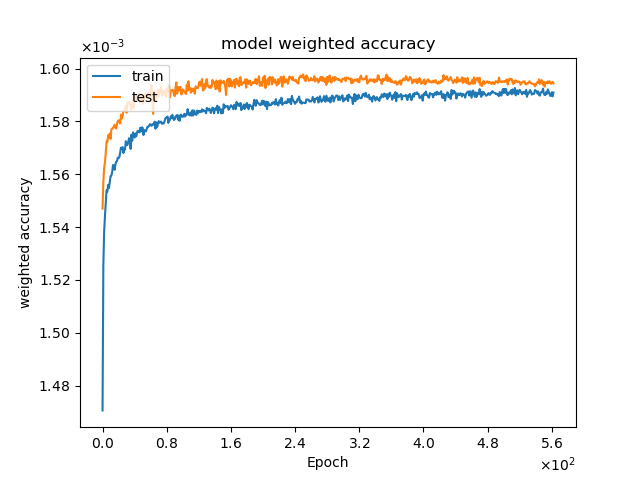 model weighted accuracy
×10⁻³
1.60
1.58
1.56
1.54
1.52
1.50
1.48
weighted accuracy
train
test
0.0 0.8 1.6 2.4 3.2 4.0 4.8 5.6
Epoch
×10²